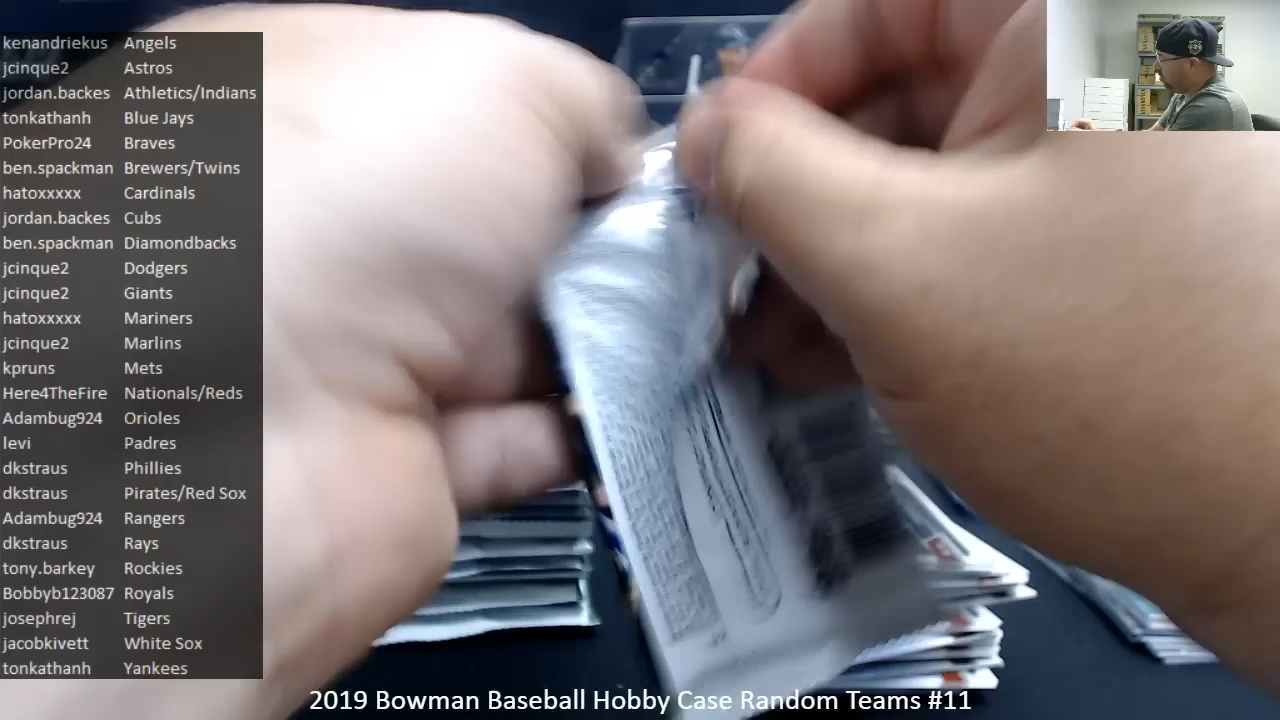 kenandriekus Angels
jcinque2 Astros
jordan.backes Athletics/Indians
tonkathanh Blue Jays
PokerPro24 Braves
ben.spackman Brewers/Twins
hatoxxxxx Cardinals
jordan.backes Cubs
ben.spackman Diamondbacks
jcinque2 Dodgers
jcinque2 Giants
hatoxxxxx Mariners
jcinque2 Marlins
kpruns Mets
Here4TheFire Nationals/Reds
Adambug924 Orioles
levi Padres
dkstraus Phillies
dkstraus Pirates/Red Sox
Adambug924 Rangers
dkstraus Rays
tony.barkey Rockies
Bobbyb123087 Royals
josephrej Tigers
jacobkivett White Sox
tonkathanh Yankees
2019 Bowman Baseball Hobby Case Random Teams #11